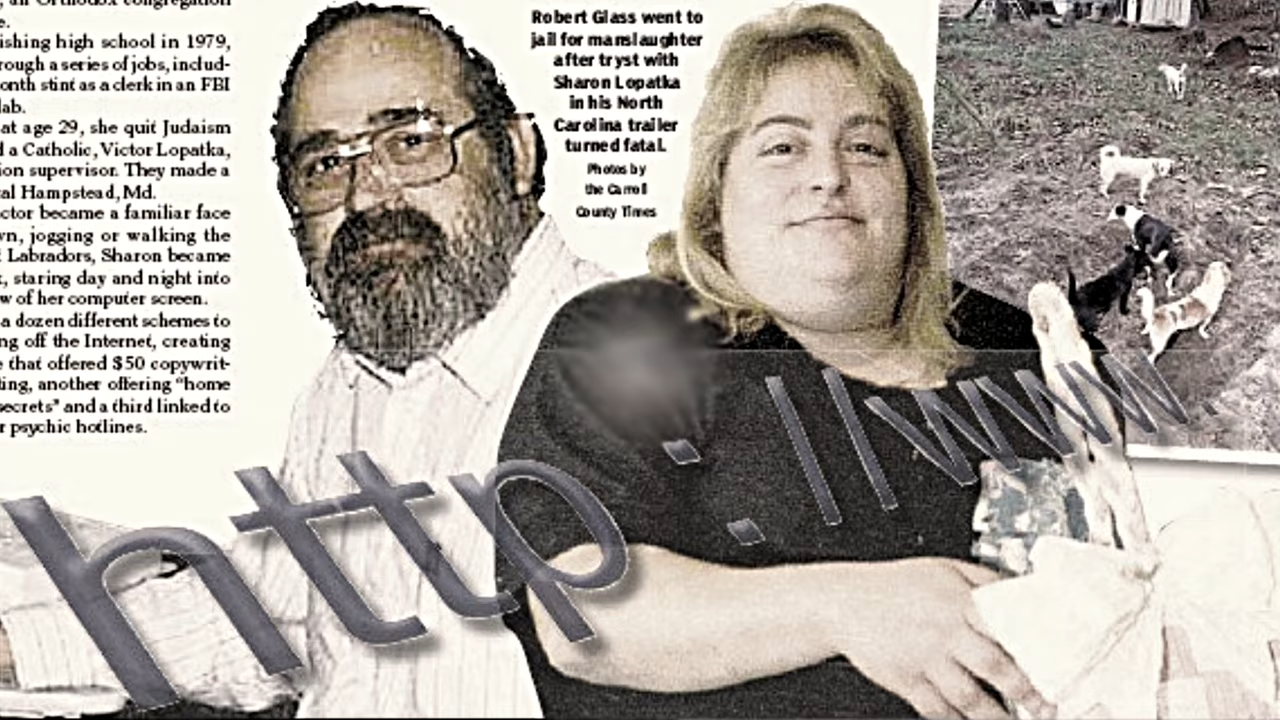 , an Orthodox congregation
e.
ishing high school in 1979,
rough a series of jobs, includ-
onth stint as a clerk in an FBI
lab.
at age 29, she quit Judaism
d a Catholic, Victor Lopatka,
ion supervisor. They made a
al Hampstead, Md.
ctor became a familiar face
wn, jogging or walking the
Labradors, Sharon became
, staring day and night into
w of her computer screen.
a dozen different schemes to
ng off the Internet, creating
e that offered $50 copywrit-
ting, another offering "home
secrets" and a third linked to
r psychic hotlines.
Robert Glass went to
jail for manslaughter
after tryst with
Sharon Lopatka
in his North
Carolina trailer
turned fatal.
Photos by
the Carroll
County Times
http://www